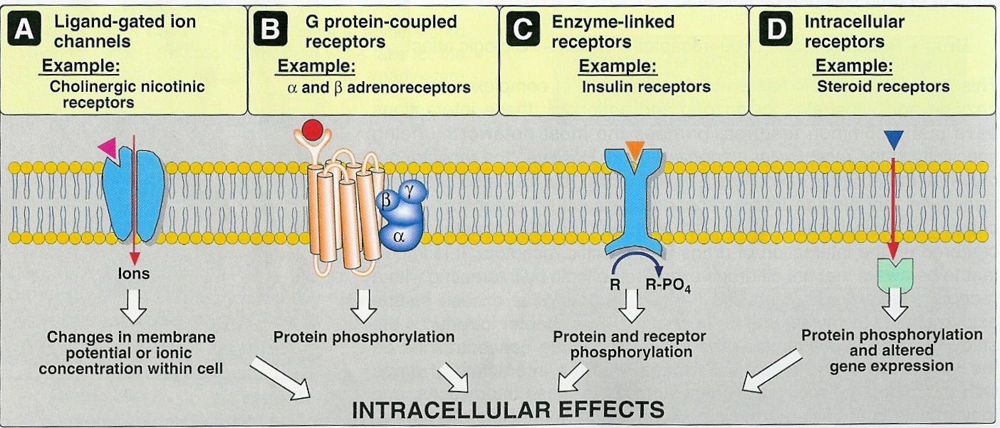 A Ligand-gated ion
channels
Example:
Cholinergic nicotinic
receptors
B G protein-coupled
receptors
Example:
α and β adrenoreceptors
C Enzyme-linked
receptors
Example:
Insulin receptors
D Intracellular
receptors
Example:
Steroid receptors
β γ
α
Ions
R R-PO4
Changes in membrane
potential or ionic
concentration within cell
Protein phosphorylation
Protein and receptor
phosphorylation
Protein phosphorylation
and altered
gene expression
INTRACELLULAR EFFECTS